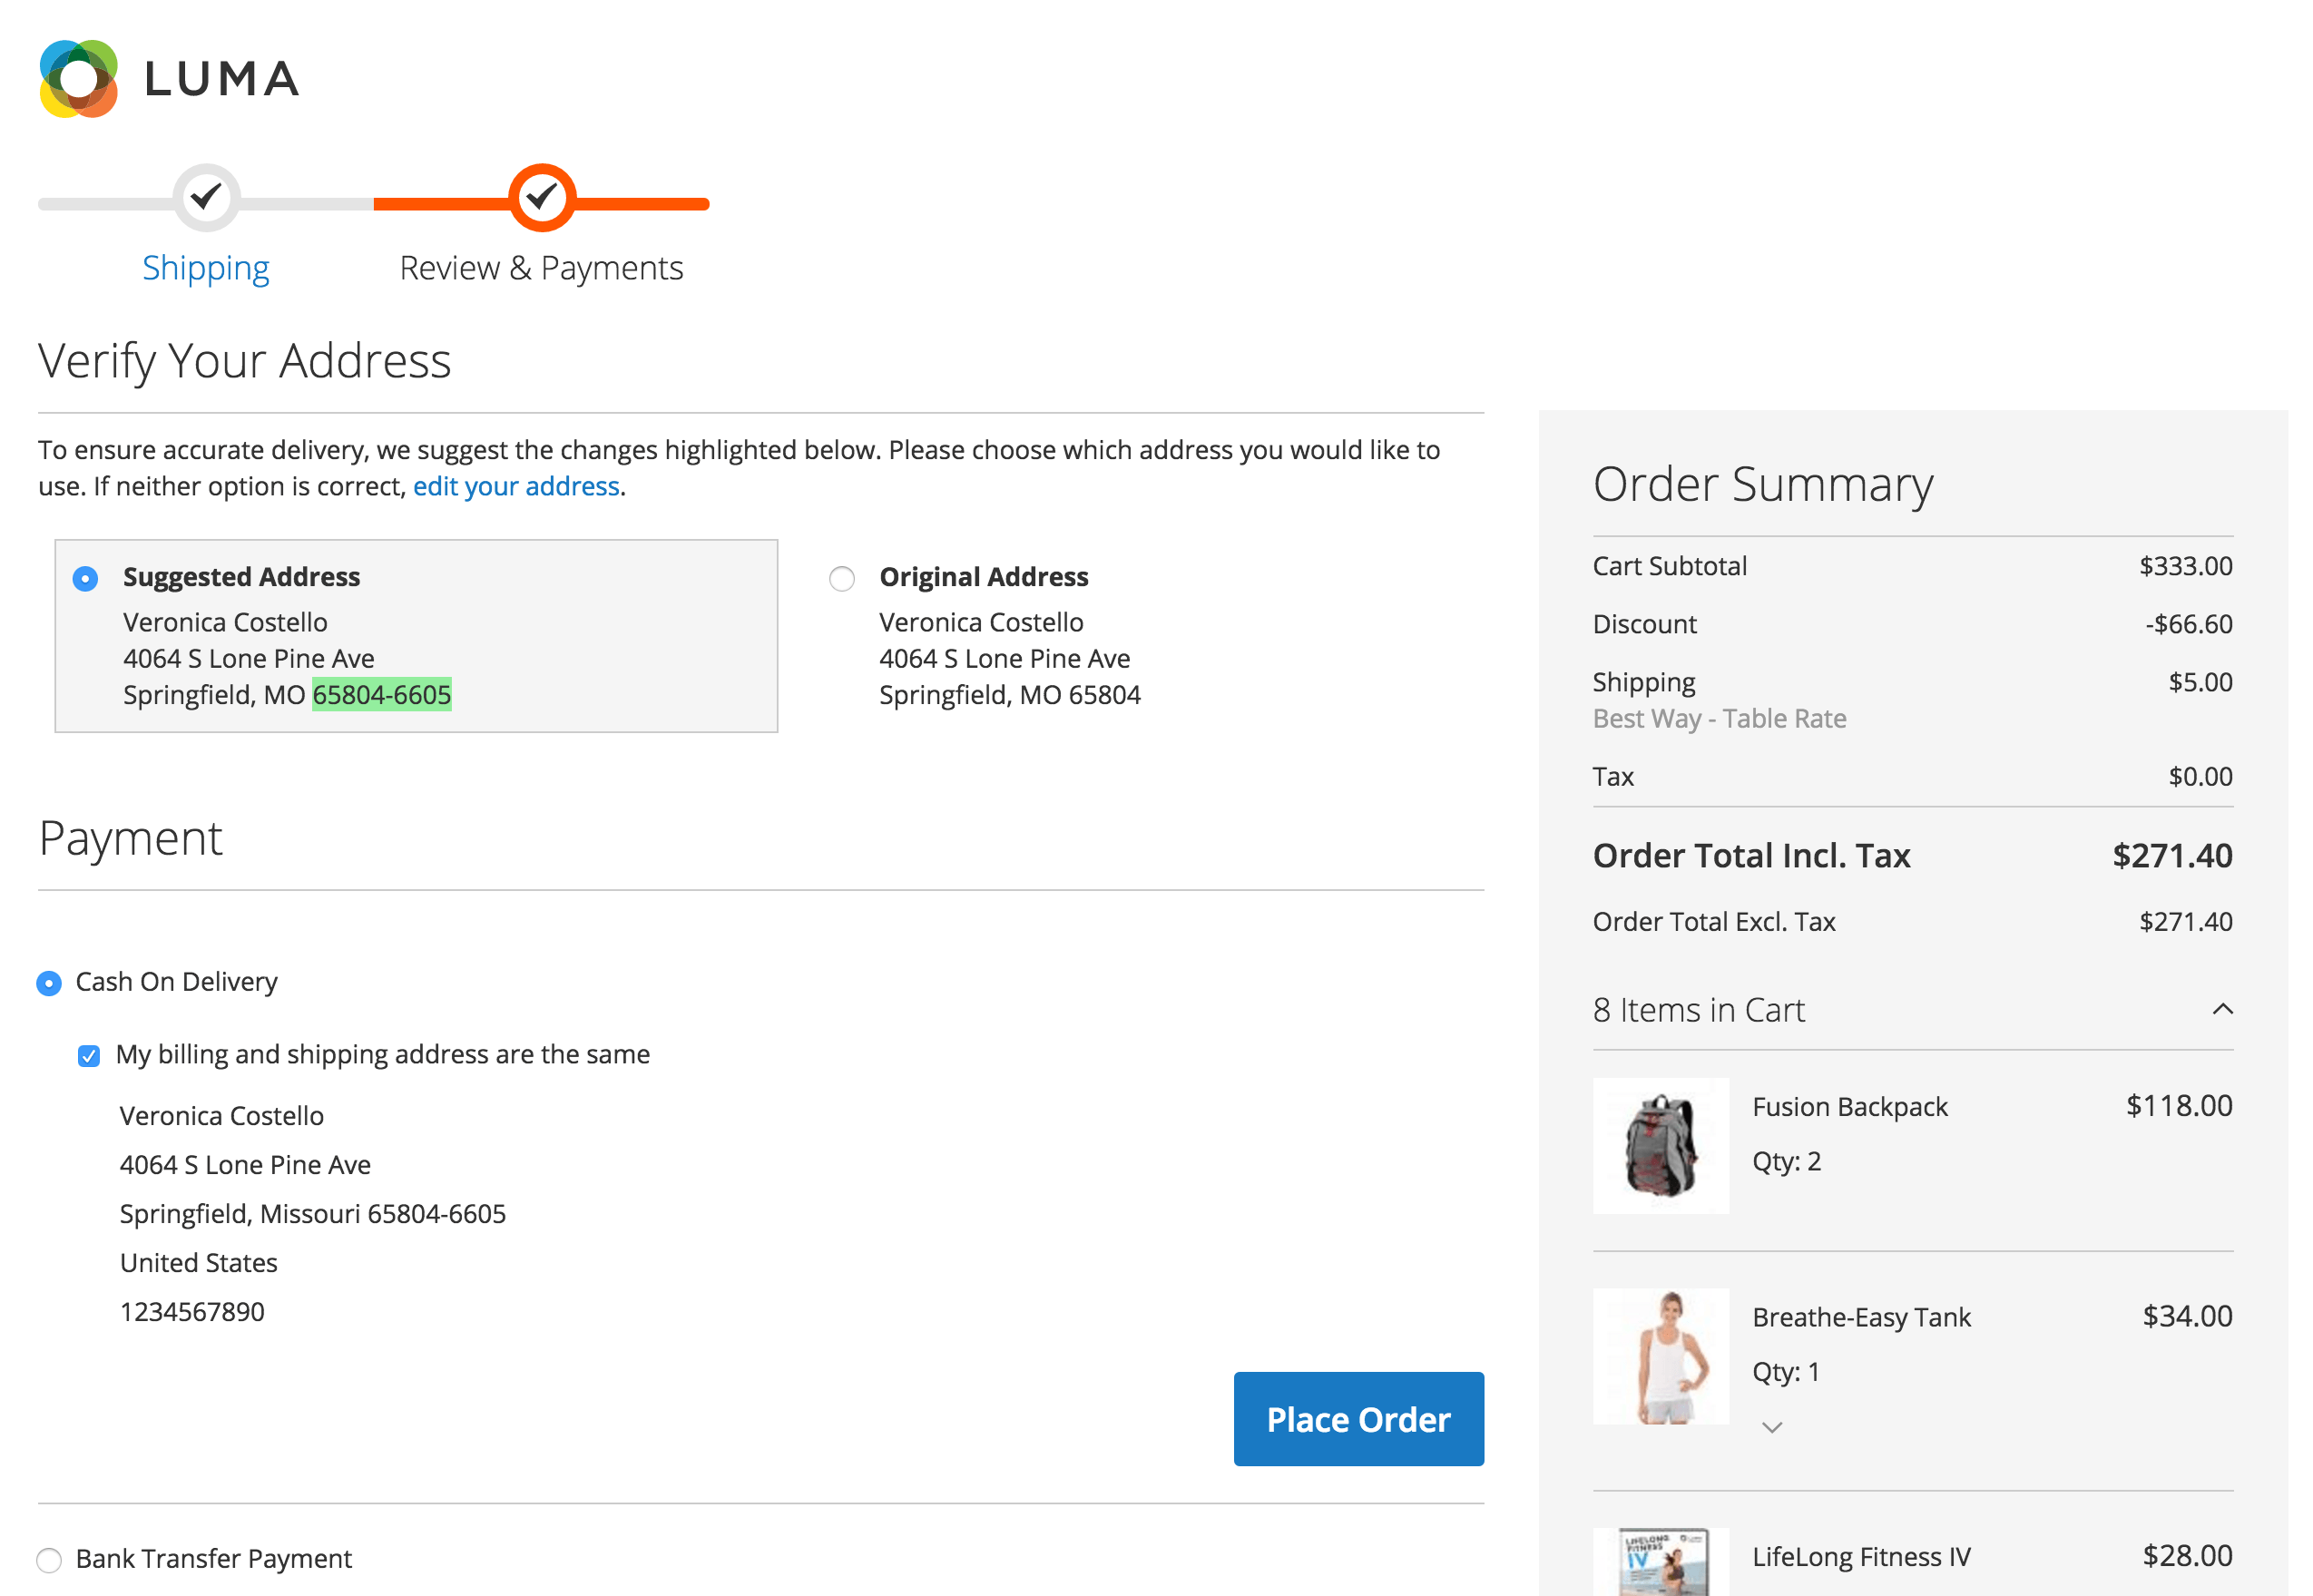 LUMA
Shipping
Review & Payments
Verify Your Address
To ensure accurate delivery, we suggest the changes highlighted below. Please choose which address you would like to
use. If neither option is correct, edit your address.
Suggested Address
Veronica Costello
4064 S Lone Pine Ave
Springfield, MO 65804-6605
Original Address
Veronica Costello
4064 S Lone Pine Ave
Springfield, MO 65804
Payment
Cash On Delivery
My billing and shipping address are the same
Veronica Costello
4064 S Lone Pine Ave
Springfield, Missouri 65804-6605
United States
1234567890
Place Order
Bank Transfer Payment
Order Summary
Cart Subtotal $333.00
Discount -$66.60
Shipping $5.00
Best Way - Table Rate
Tax $0.00
Order Total Incl. Tax $271.40
Order Total Excl. Tax $271.40
8 Items in Cart
Fusion Backpack $118.00
Qty: 2
Breathe-Easy Tank $34.00
Qty: 1
LIFELONG
FITNESS
IV
LifeLong Fitness IV $28.00